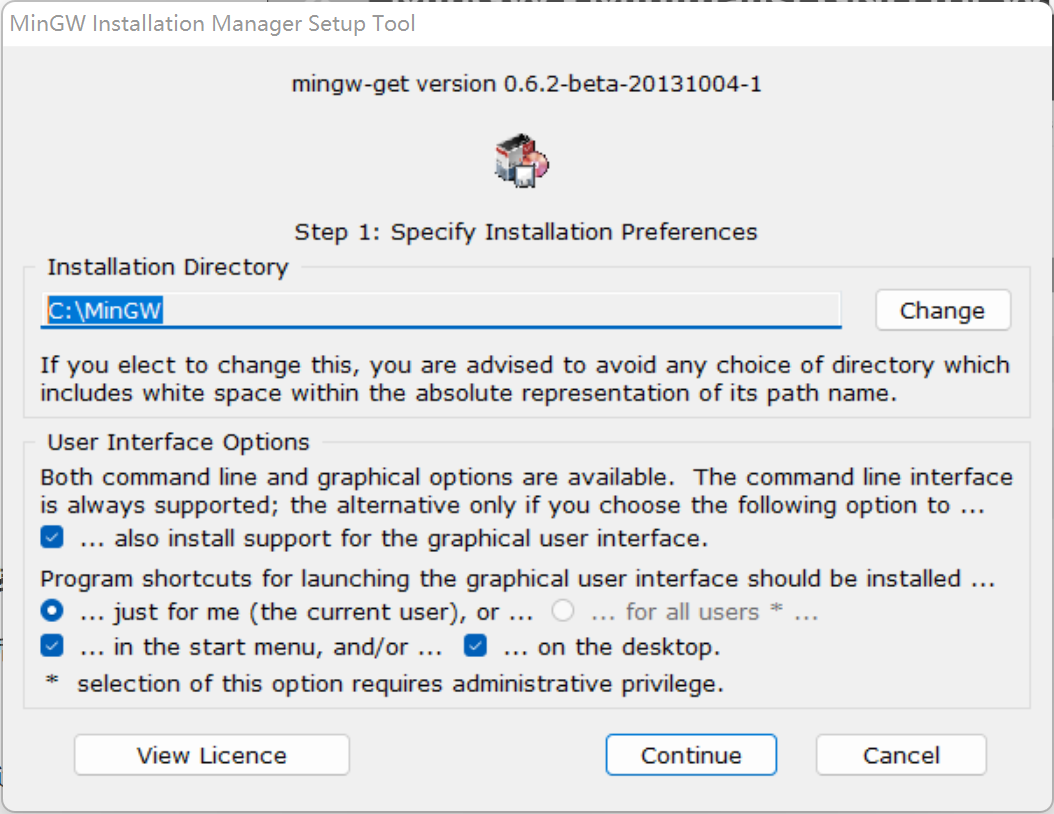 MinGW Installation Manager Setup Tool
mingw-get version 0.6.2-beta-20131004-1
Step 1: Specify Installation Preferences
Installation Directory
C:\MinGW
Change
If you elect to change this, you are advised to avoid any choice of directory which
includes white space within the absolute representation of its path name.
User Interface Options
Both command line and graphical options are available.  The command line interface
is always supported; the alternative only if you choose the following option to ...
... also install support for the graphical user interface.
Program shortcuts for launching the graphical user interface should be installed ...
... just for me (the current user), or ... ... for all users * ...
... in the start menu, and/or ... ... on the desktop.
* selection of this option requires administrative privilege.
View Licence Continue Cancel